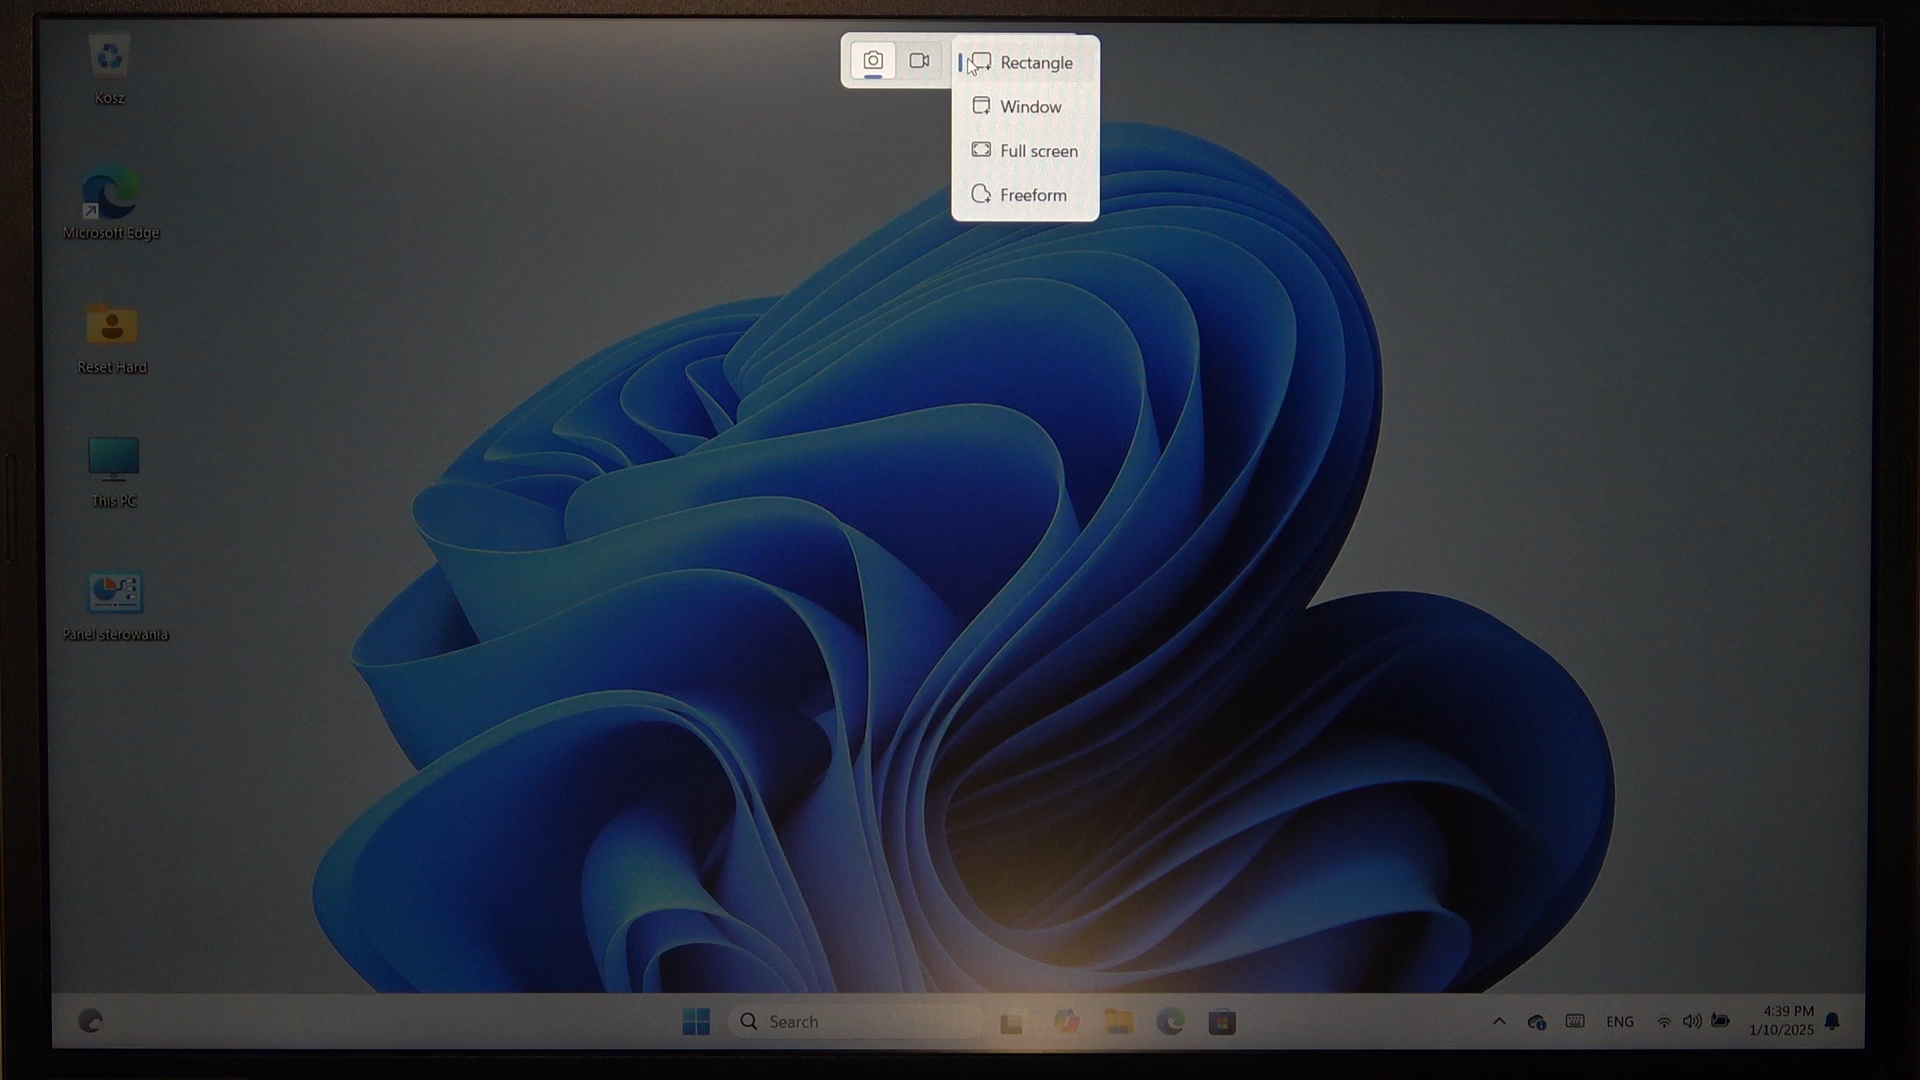 Rectangle
Window
Full screen
Freeform
Kosz
Microsoft Edge
Reset Hard
This PC
Panel sterowania
Search
ENG
4:39 PM
1/10/2025